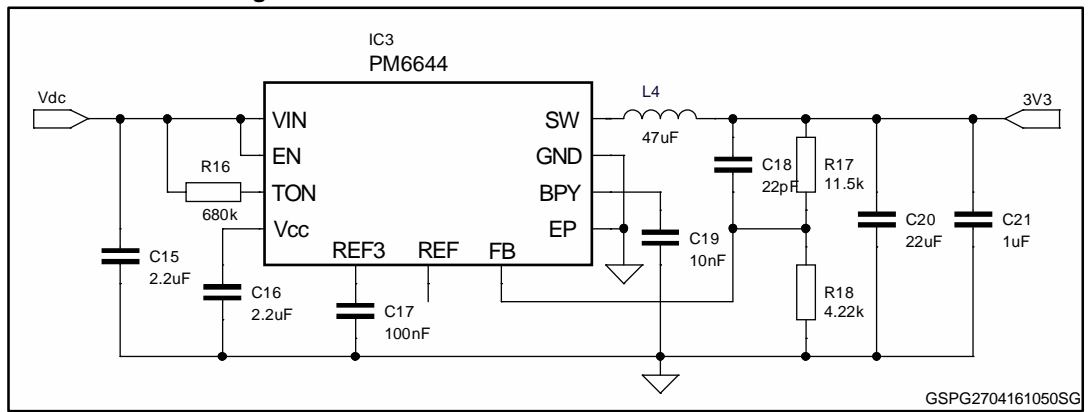 g
IC3
PM6644
Vdc
L4
3V3
VIN
SW
47uF
EN
GND
R16
C18
22pF
R17
11.5k
TON
BPY
680k
Vcc
EP
C19
10nF
C20
22uF
C21
1uF
C15
2.2uF
REF3 REF FB
C16
2.2uF
C17
100nF
R18
4.22k
GSPG2704161050SG